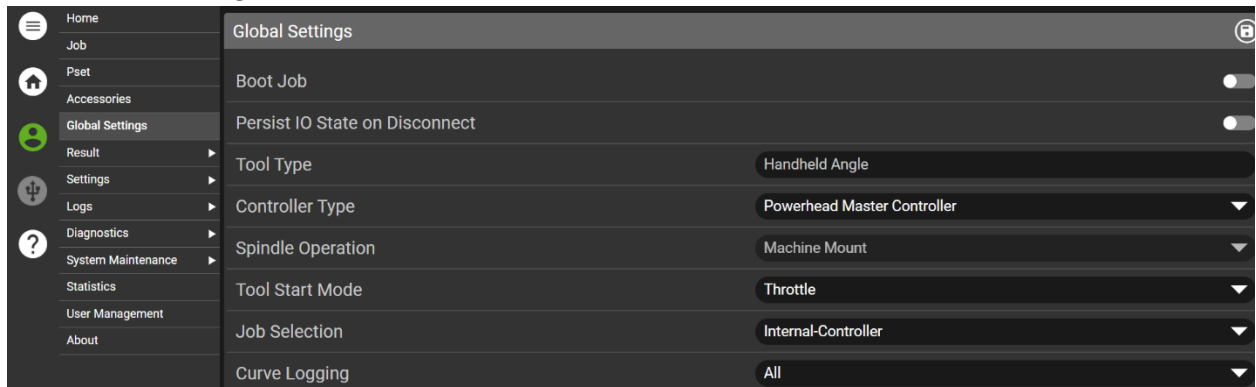 Home
Job
Pset
Accessories
Global Settings
Result
Settings
Logs
Diagnostics
System Maintenance
Statistics
User Management
About
?
Global Settings
Boot Job
Persist IO State on Disconnect
Tool Type Handheld Angle
Controller Type Powerhead Master Controller
Spindle Operation Machine Mount
Tool Start Mode Throttle
Job Selection Internal-Controller
Curve Logging All